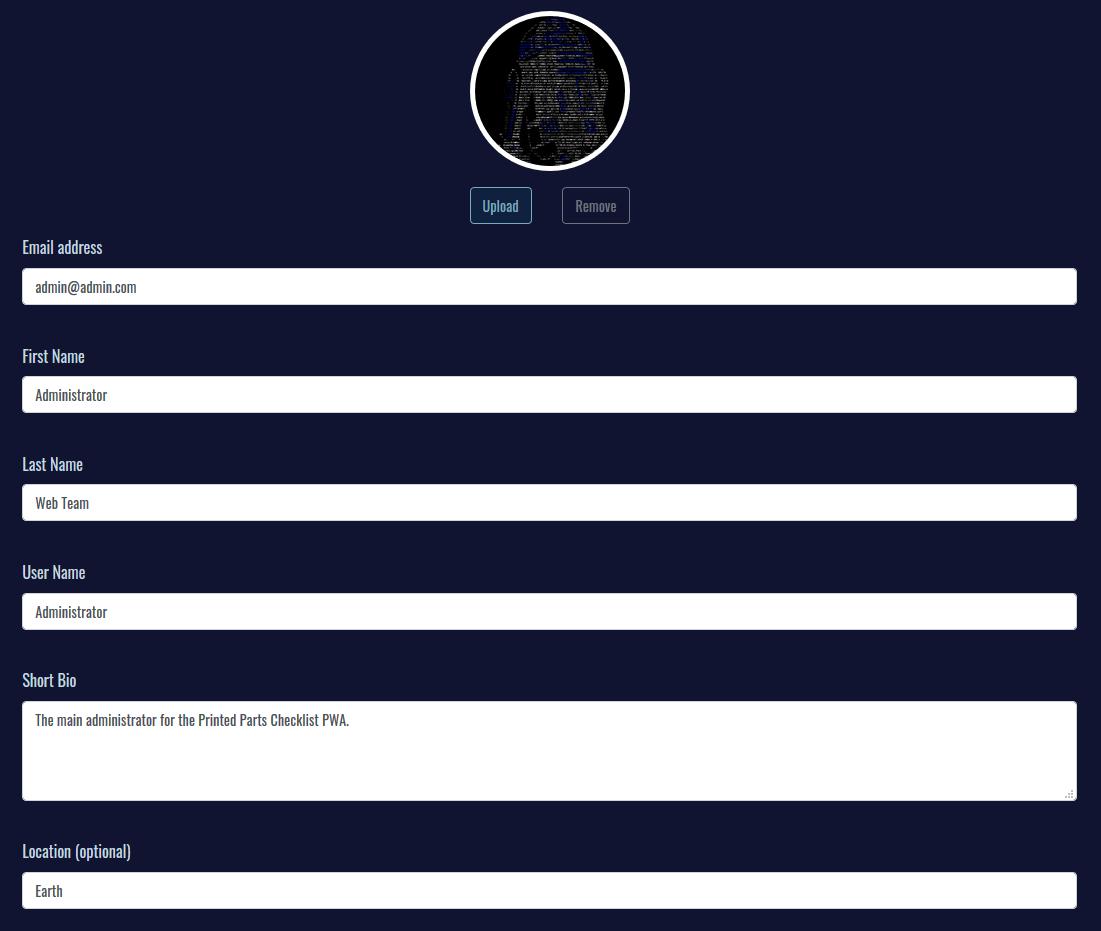 Upload
Remove
Email address
admin@admin.com
First Name
Administrator
Last Name
Web Team
User Name
Administrator
Short Bio
The main administrator for the Printed Parts Checklist PWA.
Location (optional)
Earth